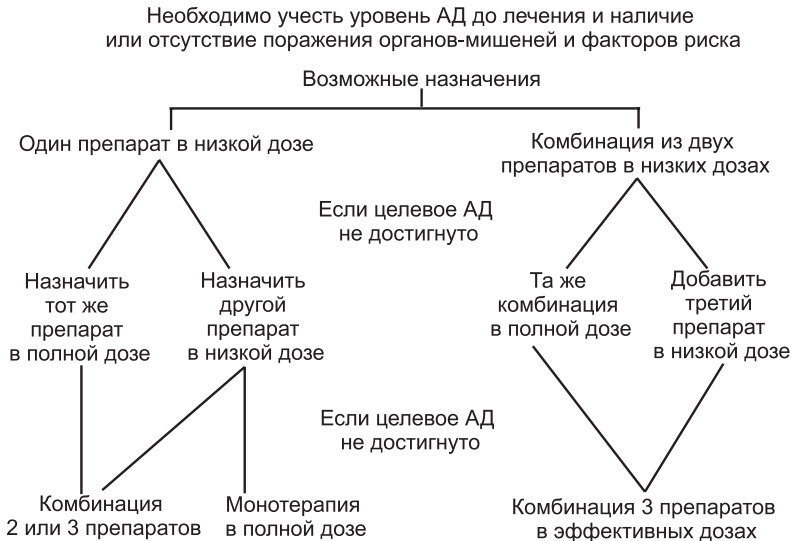 Необходимо учесть уровень АД до лечения и наличие
или отсутствие поражения органов-мишеней и факторов риска
Возможные назначения
Один препарат в низкой дозе
Комбинация из двух
препаратов в низких дозах
Если целевое АД
не достигнуто
Назначить
тот же
препарат
в полной дозе
Назначить
другой
препарат
в низкой дозе
Та же
комбинация
в полной дозе
Добавить
третий
препарат
в низкой дозе
Если целевое АД
не достигнуто
Комбинация
2 или 3 препаратов
Монотерапия
в полной дозе
Комбинация 3 препаратов
в эффективных дозах